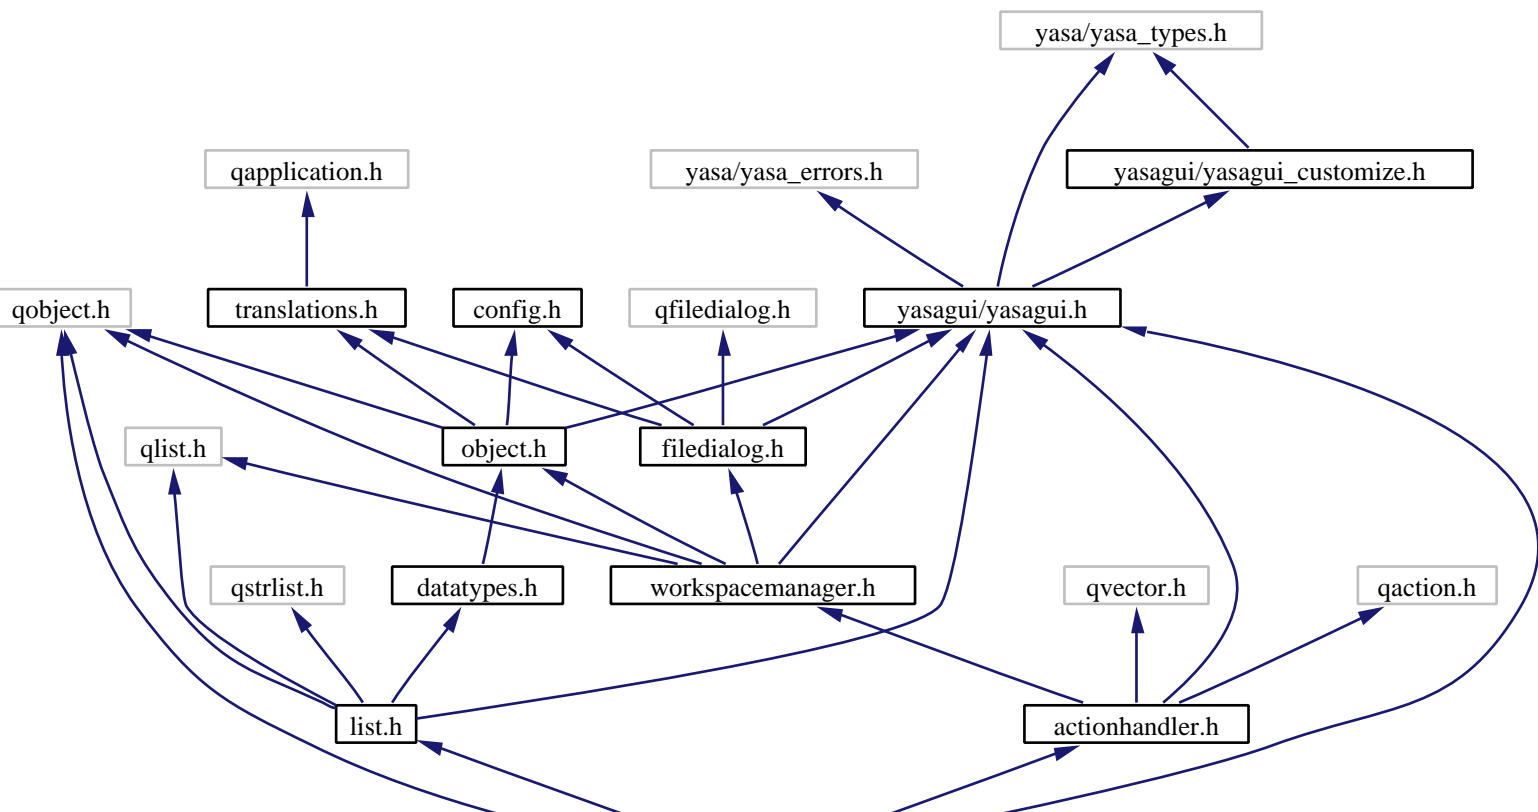 yasa/yasa_types.h
qapplication.h
yasa/yasa_errors.h
yasagui/yasagui_customize.h
qobject.h
translations.h
config.h
qfiledialog.h
yasagui/yasagui.h
qlist.h
object.h
filedialog.h
qstrlist.h
datatypes.h
workspacemanager.h
qvector.h
qaction.h
list.h
actionhandler.h